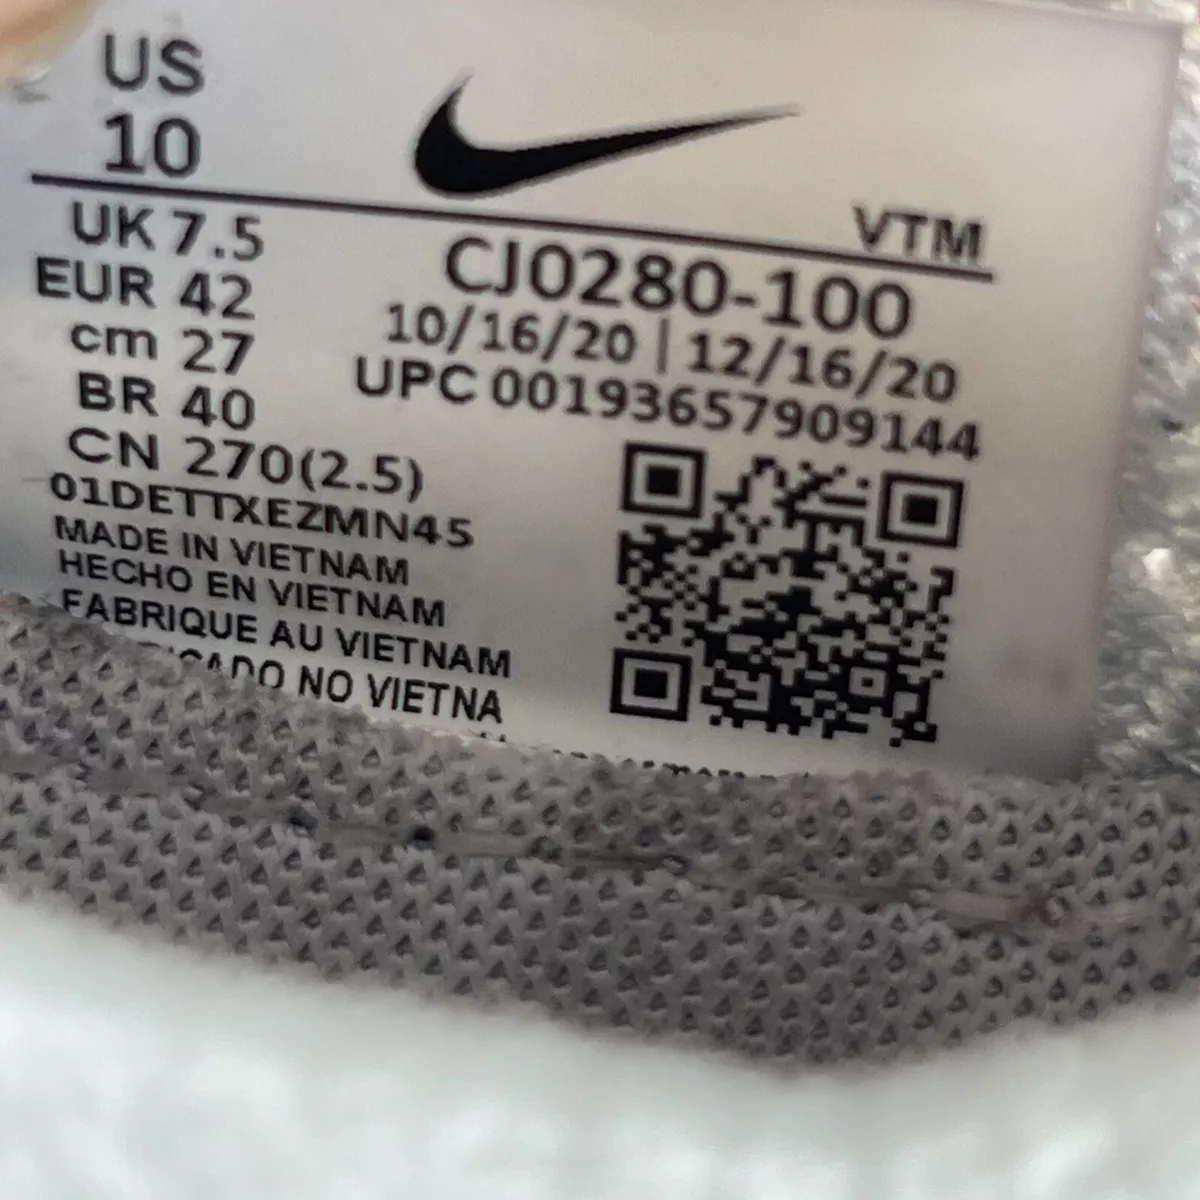 US
10
VTM
UK 7.5
EUR 42
cm 27
BR 40
CN 270(2.5)
CJ0280-100
10/16/20 | 12/16/20
UPC 00193657909144
01DETTXEZMN45
MADE IN VIETNAM
HECHO EN VIETNAM
FABRIQUE AU VIETNAM
NO VIETNA